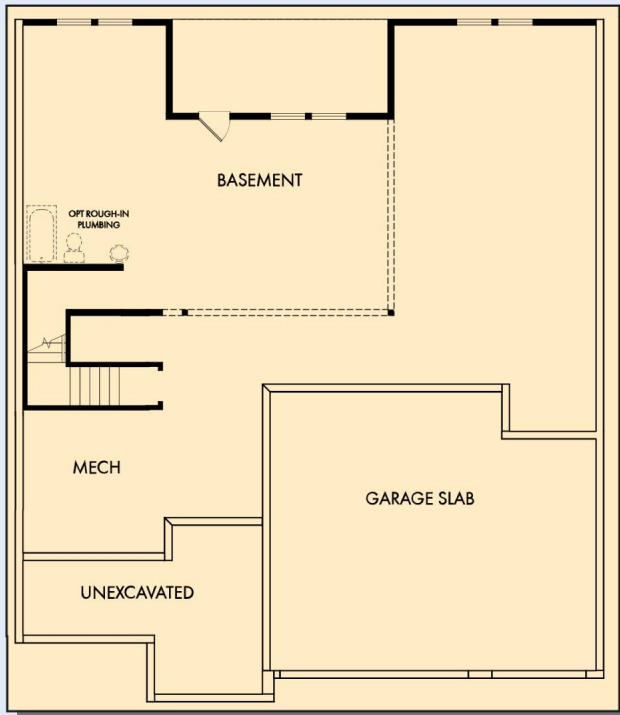 BASEMENT
OPT ROUGH-IN
PLUMBING
MECH
GARAGE SLAB
UNEXCAVATED